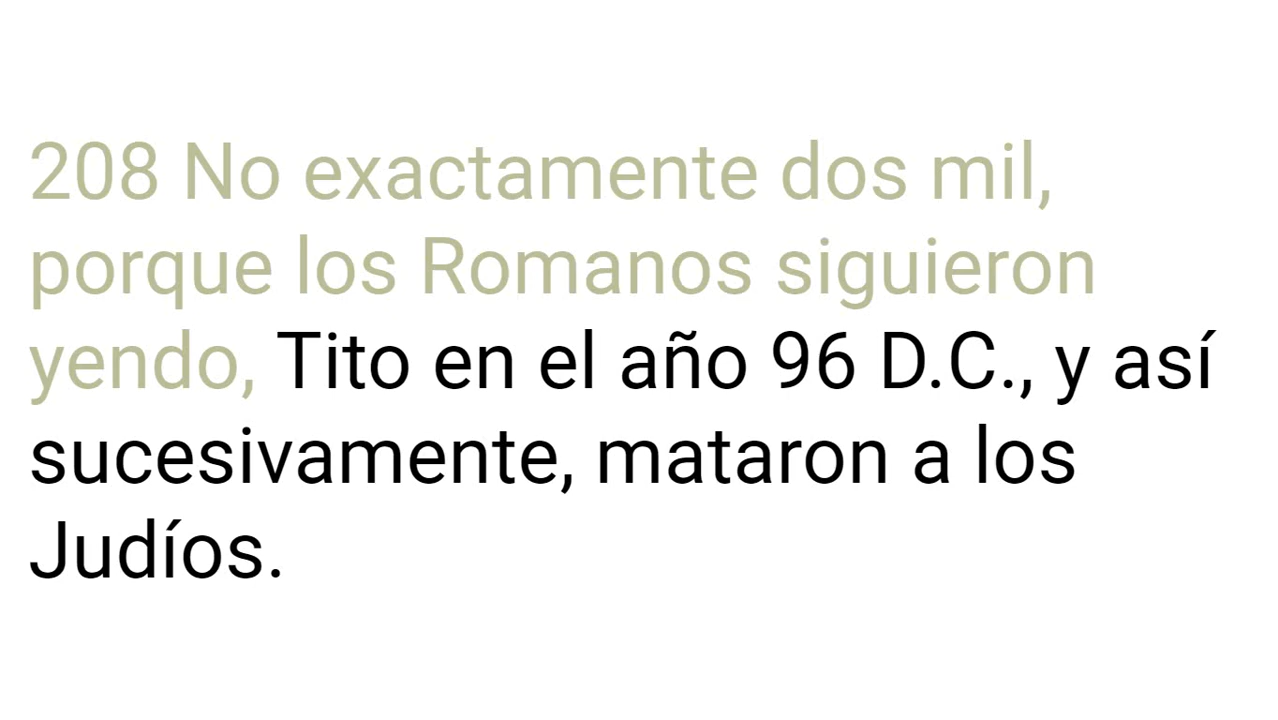 208 No exactamente dos mil,
porque los Romanos siguieron
yendo, Tito en el año 96 D.C., y así
sucesivamente, mataron a los
Judíos.